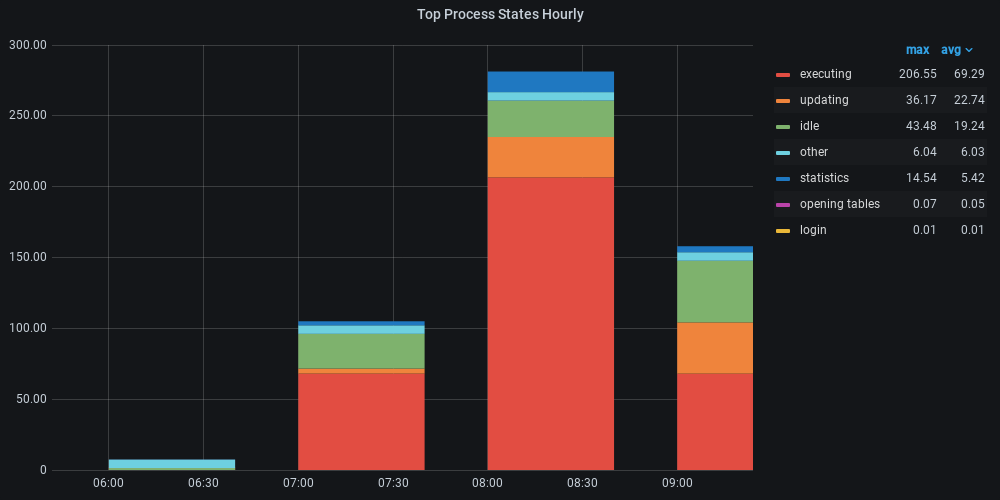 Top Process States Hourly
300.00
250.00
200.00
150.00
100.00
50.00
0
06:00 06:30 07:00 07:30 08:00 08:30 09:00
max avg
executing 206.55 69.29
updating 36.17 22.74
idle 43.48 19.24
other 6.04 6.03
statistics 14.54 5.42
opening tables 0.07 0.05
login 0.01 0.01